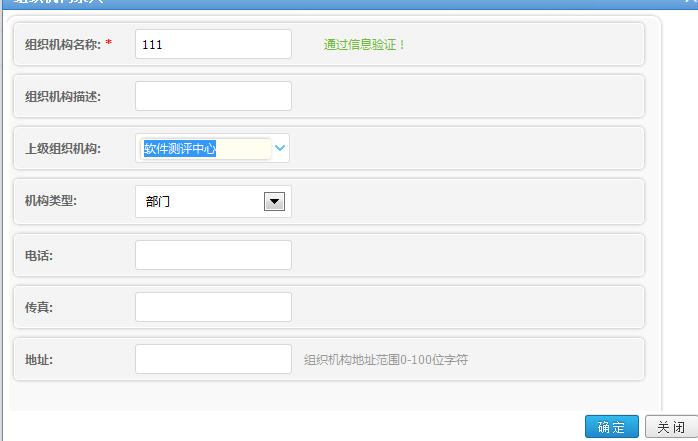 组织机构名称: * 111 通过信息验证！
组织机构描述:
上级组织机构: 软件测评中心
机构类型: 部门
电话:
传真:
地址: 组织机构地址范围0-100位字符
确定 关闭